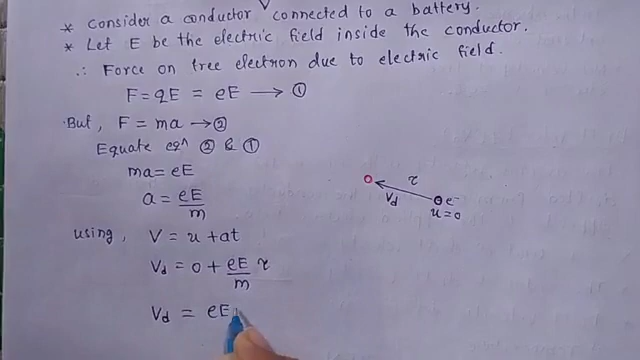 * Consider a conductor connected to a battery.
* Let E be the electric field inside the conductor.
∴ Force on free electron due to electric field.
F = qE = eE → ①
But, F = ma → ②
Equate eqn ② & ①
ma = eE
a = eE/m
using, V = u + at
Vd = 0 + eE/m τ
Vd = eE
τ
Vd
e-
u=0